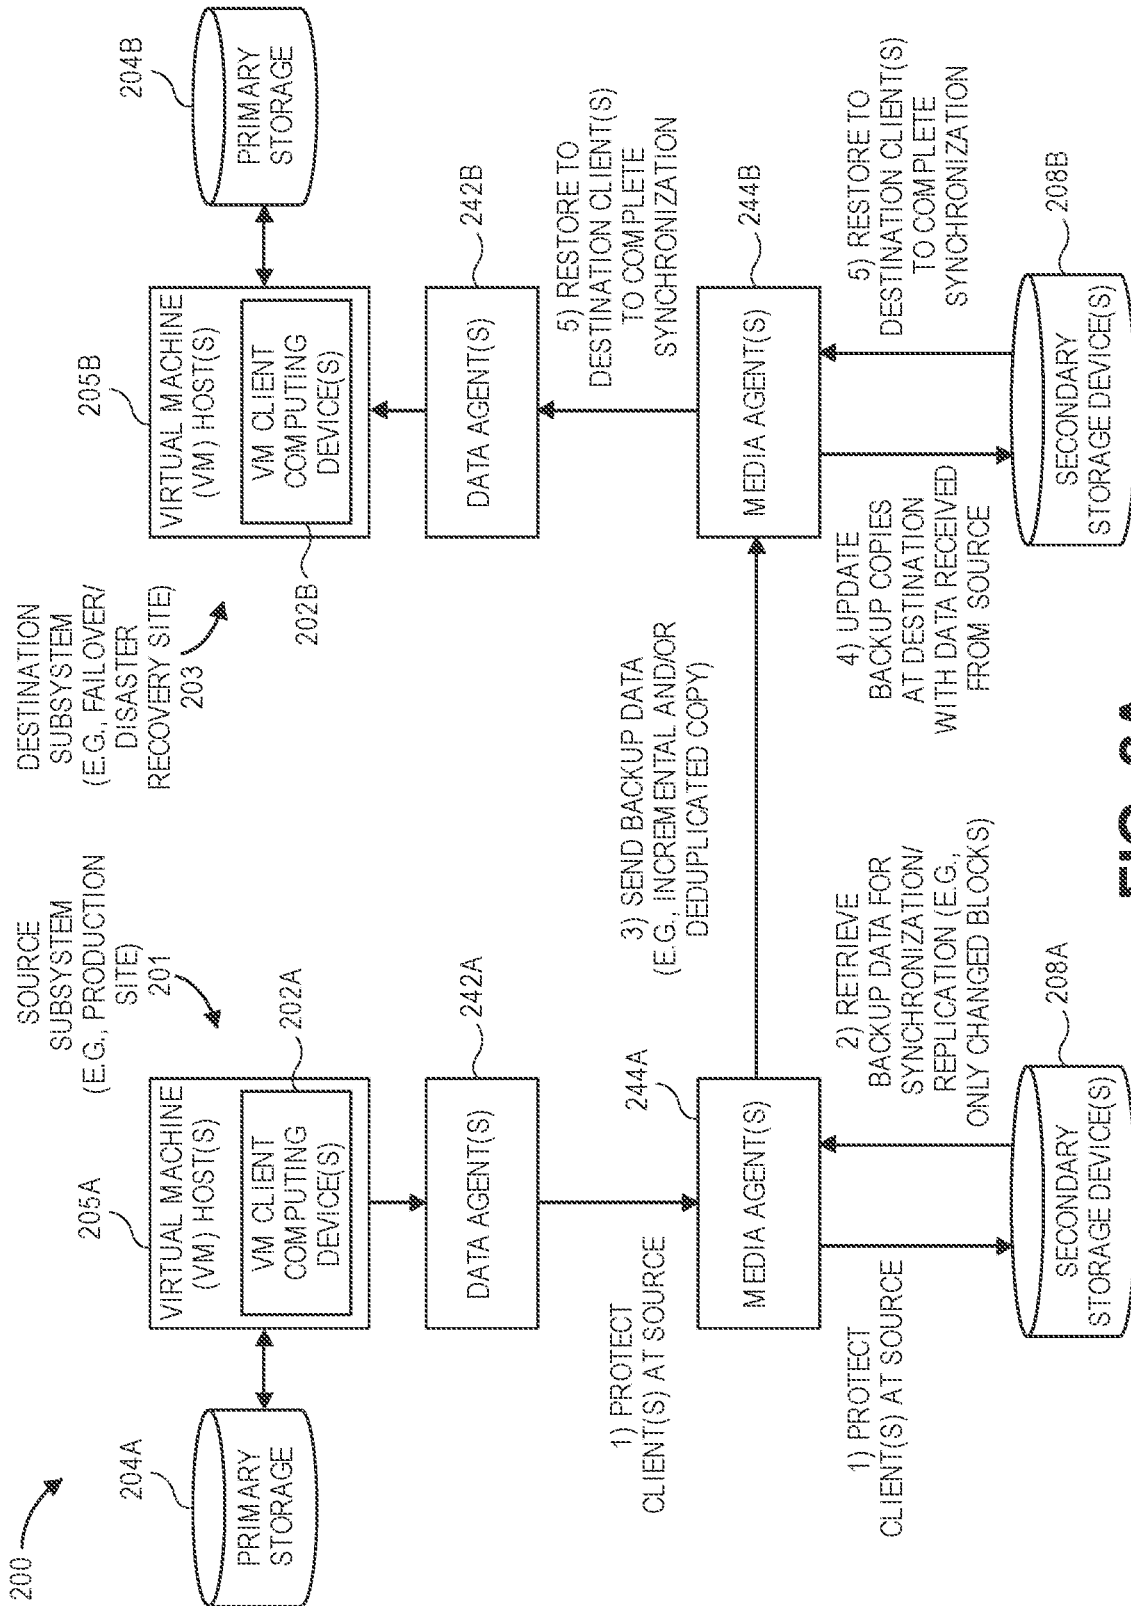 200
SOURCE
SUBSYSTEM
(E.G., PRODUCTION
SITE)
201
DESTINATION
SUBSYSTEM
(E.G., FAILOVER/
DISASTER
RECOVERY SITE)
203
204A
PRIMARY
STORAGE
205A
VIRTUAL MACHINE
(VM) HOST(S)
VM CLIENT
COMPUTING
DEVICE(S)
202A
205B
VIRTUAL MACHINE
(VM) HOST(S)
VM CLIENT
COMPUTING
DEVICE(S)
202B
204B
PRIMARY
STORAGE
DATA AGENT(S)
242A
DATA AGENT(S)
242B
1) PROTECT
CLIENT(S) AT SOURCE
3) SEND BACKUP DATA
(E.G., INCREMENTAL AND/OR
DEDUPLICATED COPY)
5) RESTORE TO
DESTINATION CLIENT(S)
TO COMPLETE
SYNCHRONIZATION
MEDIA AGENT(S)
244A
MEDIA AGENT(S)
244B
1) PROTECT
CLIENT(S) AT SOURCE
2) RETRIEVE
BACKUP DATA FOR
SYNCHRONIZATION/
REPLICATION (E.G.,
ONLY CHANGED BLOCKS)
4) UPDATE
BACKUP COPIES
AT DESTINATION
WITH DATA RECEIVED
FROM SOURCE
5) RESTORE TO
DESTINATION CLIENT(S)
TO COMPLETE
SYNCHRONIZATION
SECONDARY
STORAGE DEVICE(S)
208A
SECONDARY
STORAGE DEVICE(S)
208B